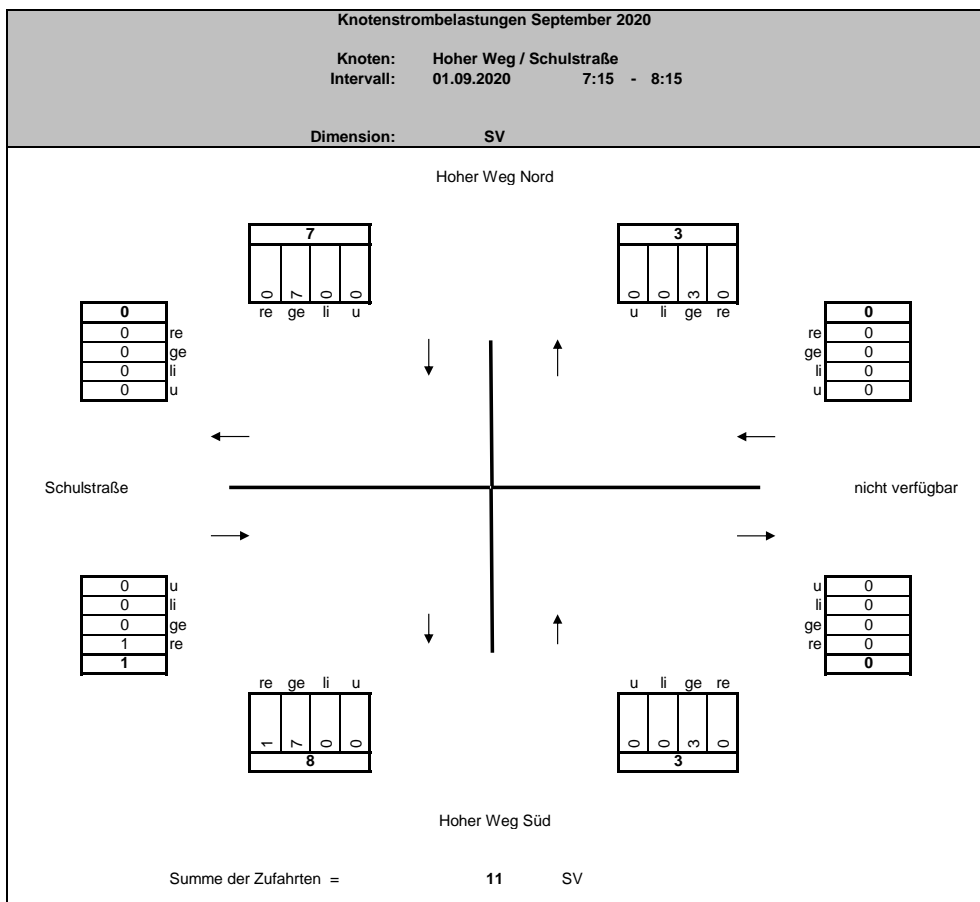 Knotenstrombelastungen September 2020
Knoten: Hoher Weg / Schulstraße
Intervall: 01.09.2020 7:15 - 8:15
Dimension: SV
Hoher Weg Nord
7
0 7 0 0
re ge li u
3
0 0 3 0
u li ge re
0
0 re
0 ge
0 li
0 u
0
re 0
ge 0
li 0
u 0
Schulstraße
nicht verfügbar
0 u
0 li
0 ge
1 re
1
u 0
li 0
ge 0
re 0
0
re ge li u
1 7 0 0
8
u li ge re
0 0 3 0
3
Hoher Weg Süd
Summe der Zufahrten = 11 SV